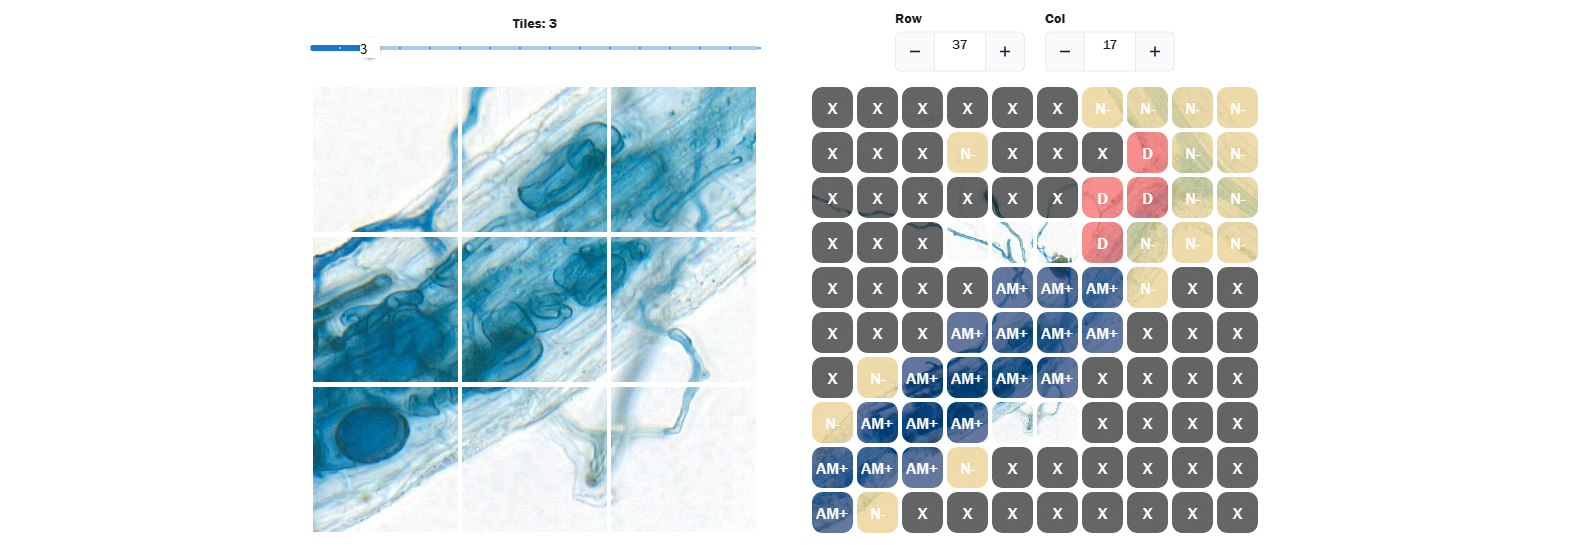 Tiles: 3
3
Row Col
− 37 + − 17 +
X X X X X X N- N- N- N-
X X X N- X X X D N- N-
X X X X X X D D N- N-
X X X D N- N- N-
X X X X AM+ AM+ AM+ N- X X
X X X AM+ AM+ AM+ AM+ X X X
X N- AM+ AM+ AM+ AM+ X X X X
N- AM+ AM+ AM+ X X X X
AM+ AM+ AM+ N- X X X X X X
AM+ N- X X X X X X X X